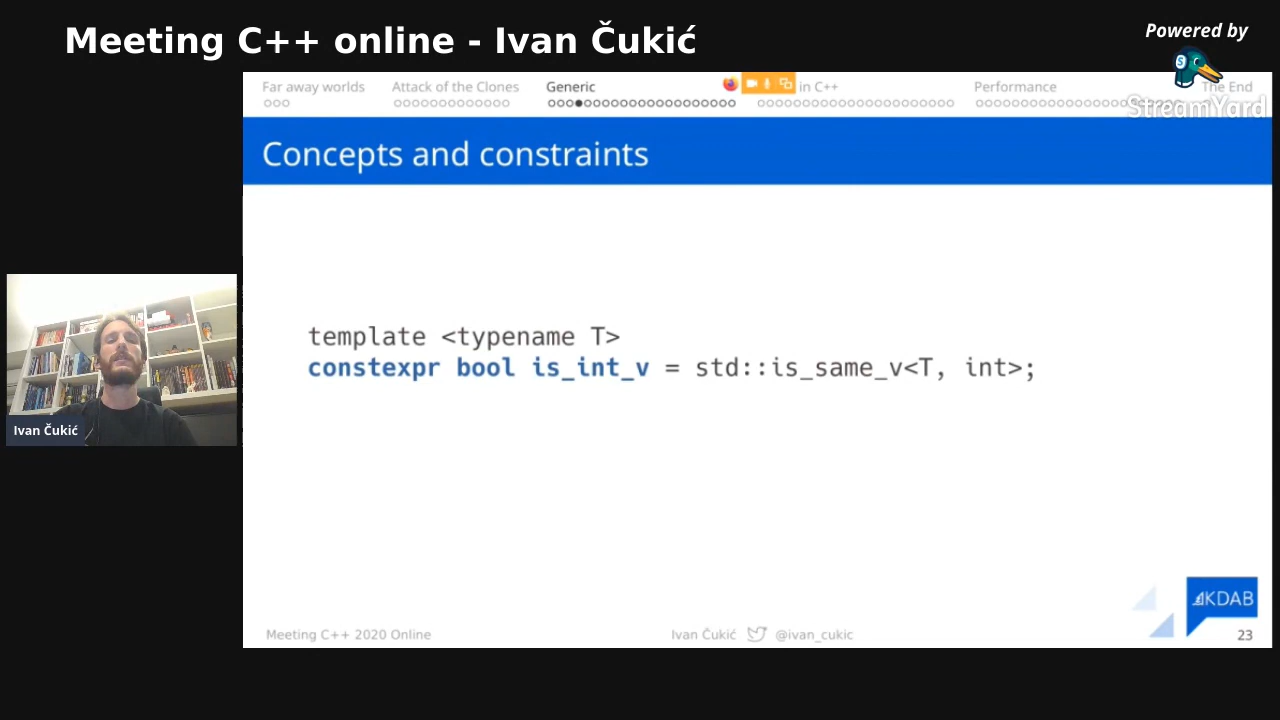 Meeting C++ online - Ivan Čukić
Powered by
StreamYard
Far away worlds
Attack of the Clones
Generic
in C++
Performance
The End
Concepts and constraints
template <typename T>
constexpr bool is_int_v = std::is_same_v<T, int>;
Ivan Čukić
KDAB
Meeting C++ 2020 Online
Ivan Čukić @ivan_cukic
23